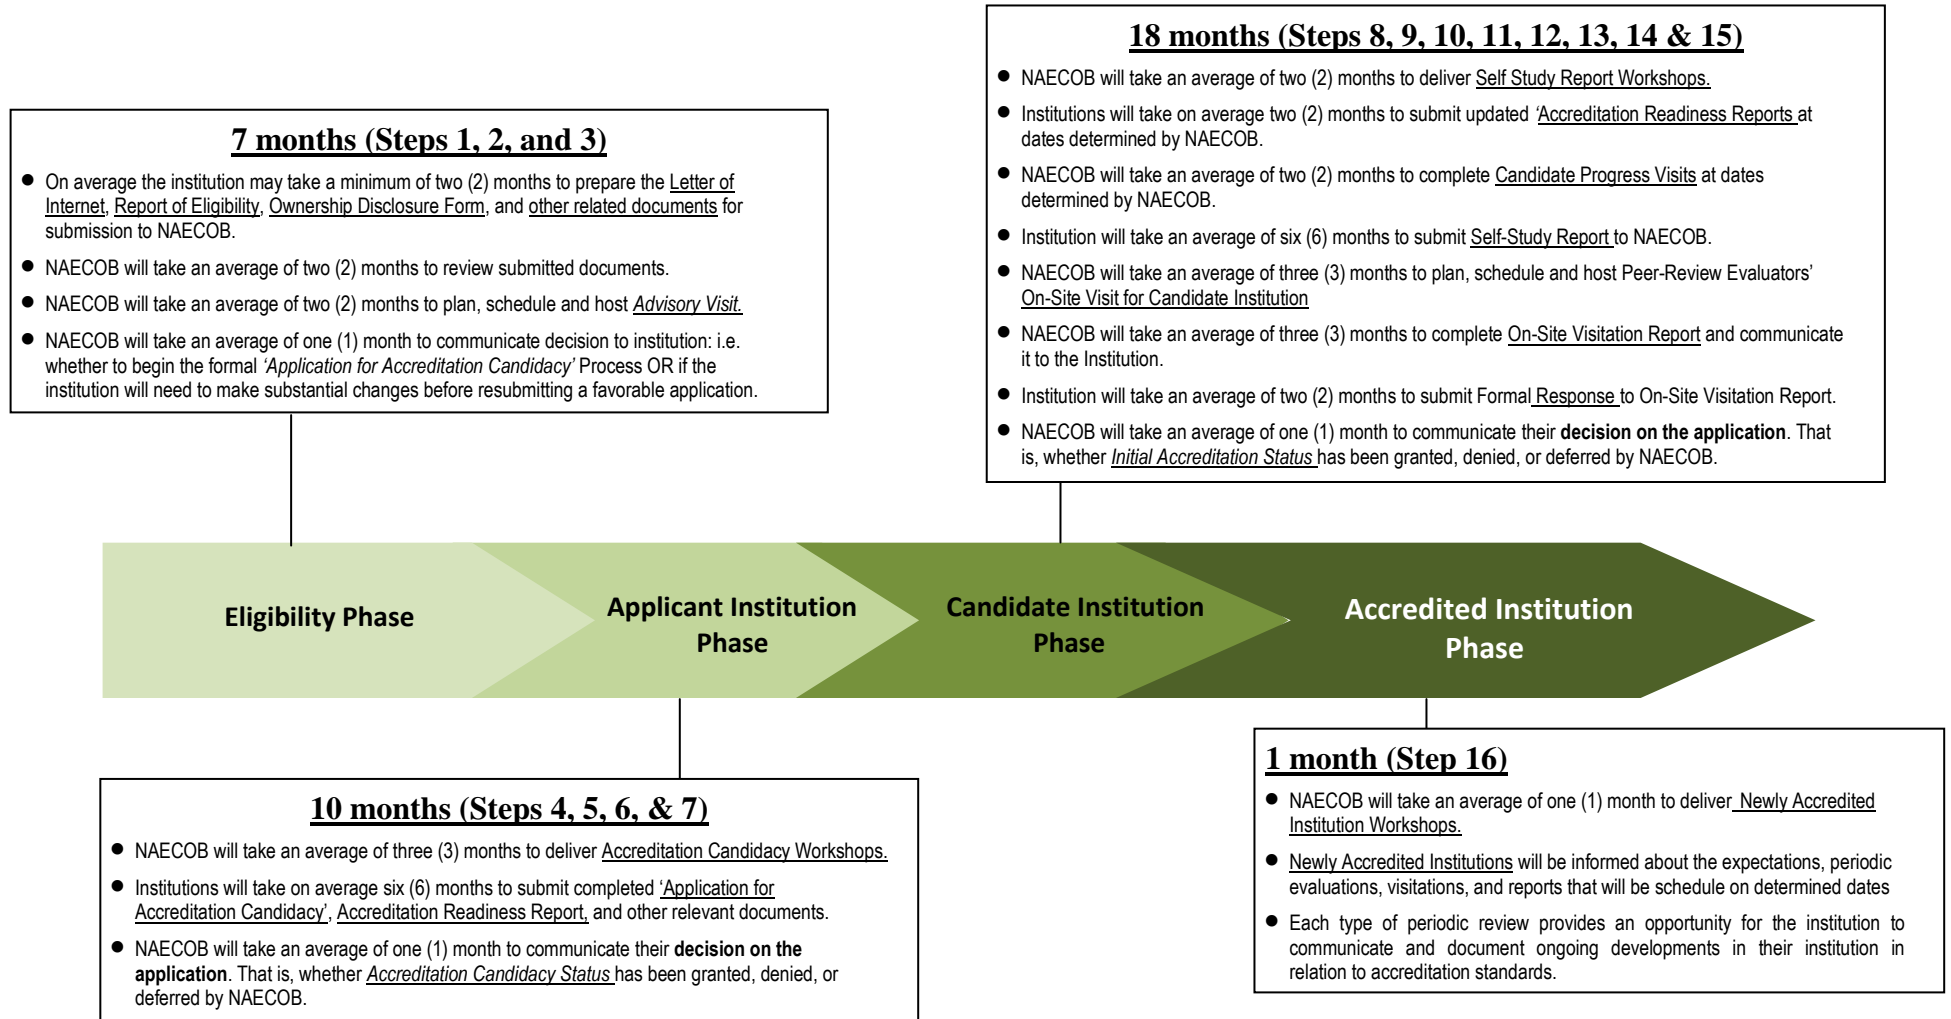 18 months (Steps 8, 9, 10, 11, 12, 13, 14 & 15)
● NAECOB will take an average of two (2) months to deliver Self Study Report Workshops.
● Institutions will take on average two (2) months to submit updated ‘Accreditation Readiness Reports at
dates determined by NAECOB.
● NAECOB will take an average of two (2) months to complete Candidate Progress Visits at dates
determined by NAECOB.
● Institution will take an average of six (6) months to submit Self-Study Report to NAECOB.
● NAECOB will take an average of three (3) months to plan, schedule and host Peer-Review Evaluators’
On-Site Visit for Candidate Institution
● NAECOB will take an average of three (3) months to complete On-Site Visitation Report and communicate
it to the Institution.
● Institution will take an average of two (2) months to submit Formal Response to On-Site Visitation Report.
● NAECOB will take an average of one (1) month to communicate their decision on the application. That
is, whether Initial Accreditation Status has been granted, denied, or deferred by NAECOB.
7 months (Steps 1, 2, and 3)
● On average the institution may take a minimum of two (2) months to prepare the Letter of
Internet, Report of Eligibility, Ownership Disclosure Form, and other related documents for
submission to NAECOB.
● NAECOB will take an average of two (2) months to review submitted documents.
● NAECOB will take an average of two (2) months to plan, schedule and host Advisory Visit.
● NAECOB will take an average of one (1) month to communicate decision to institution: i.e.
whether to begin the formal ‘Application for Accreditation Candidacy’ Process OR if the
institution will need to make substantial changes before resubmitting a favorable application.
Eligibility Phase
Applicant Institution
Phase
Candidate Institution
Phase
Accredited Institution
Phase
10 months (Steps 4, 5, 6, & 7)
● NAECOB will take an average of three (3) months to deliver Accreditation Candidacy Workshops.
● Institutions will take on average six (6) months to submit completed ‘Application for
Accreditation Candidacy’, Accreditation Readiness Report, and other relevant documents.
● NAECOB will take an average of one (1) month to communicate their decision on the
application. That is, whether Accreditation Candidacy Status has been granted, denied, or
deferred by NAECOB.
1 month (Step 16)
● NAECOB will take an average of one (1) month to deliver Newly Accredited
Institution Workshops.
● Newly Accredited Institutions will be informed about the expectations, periodic
evaluations, visitations, and reports that will be schedule on determined dates
● Each type of periodic review provides an opportunity for the institution to
communicate and document ongoing developments in their institution in
relation to accreditation standards.